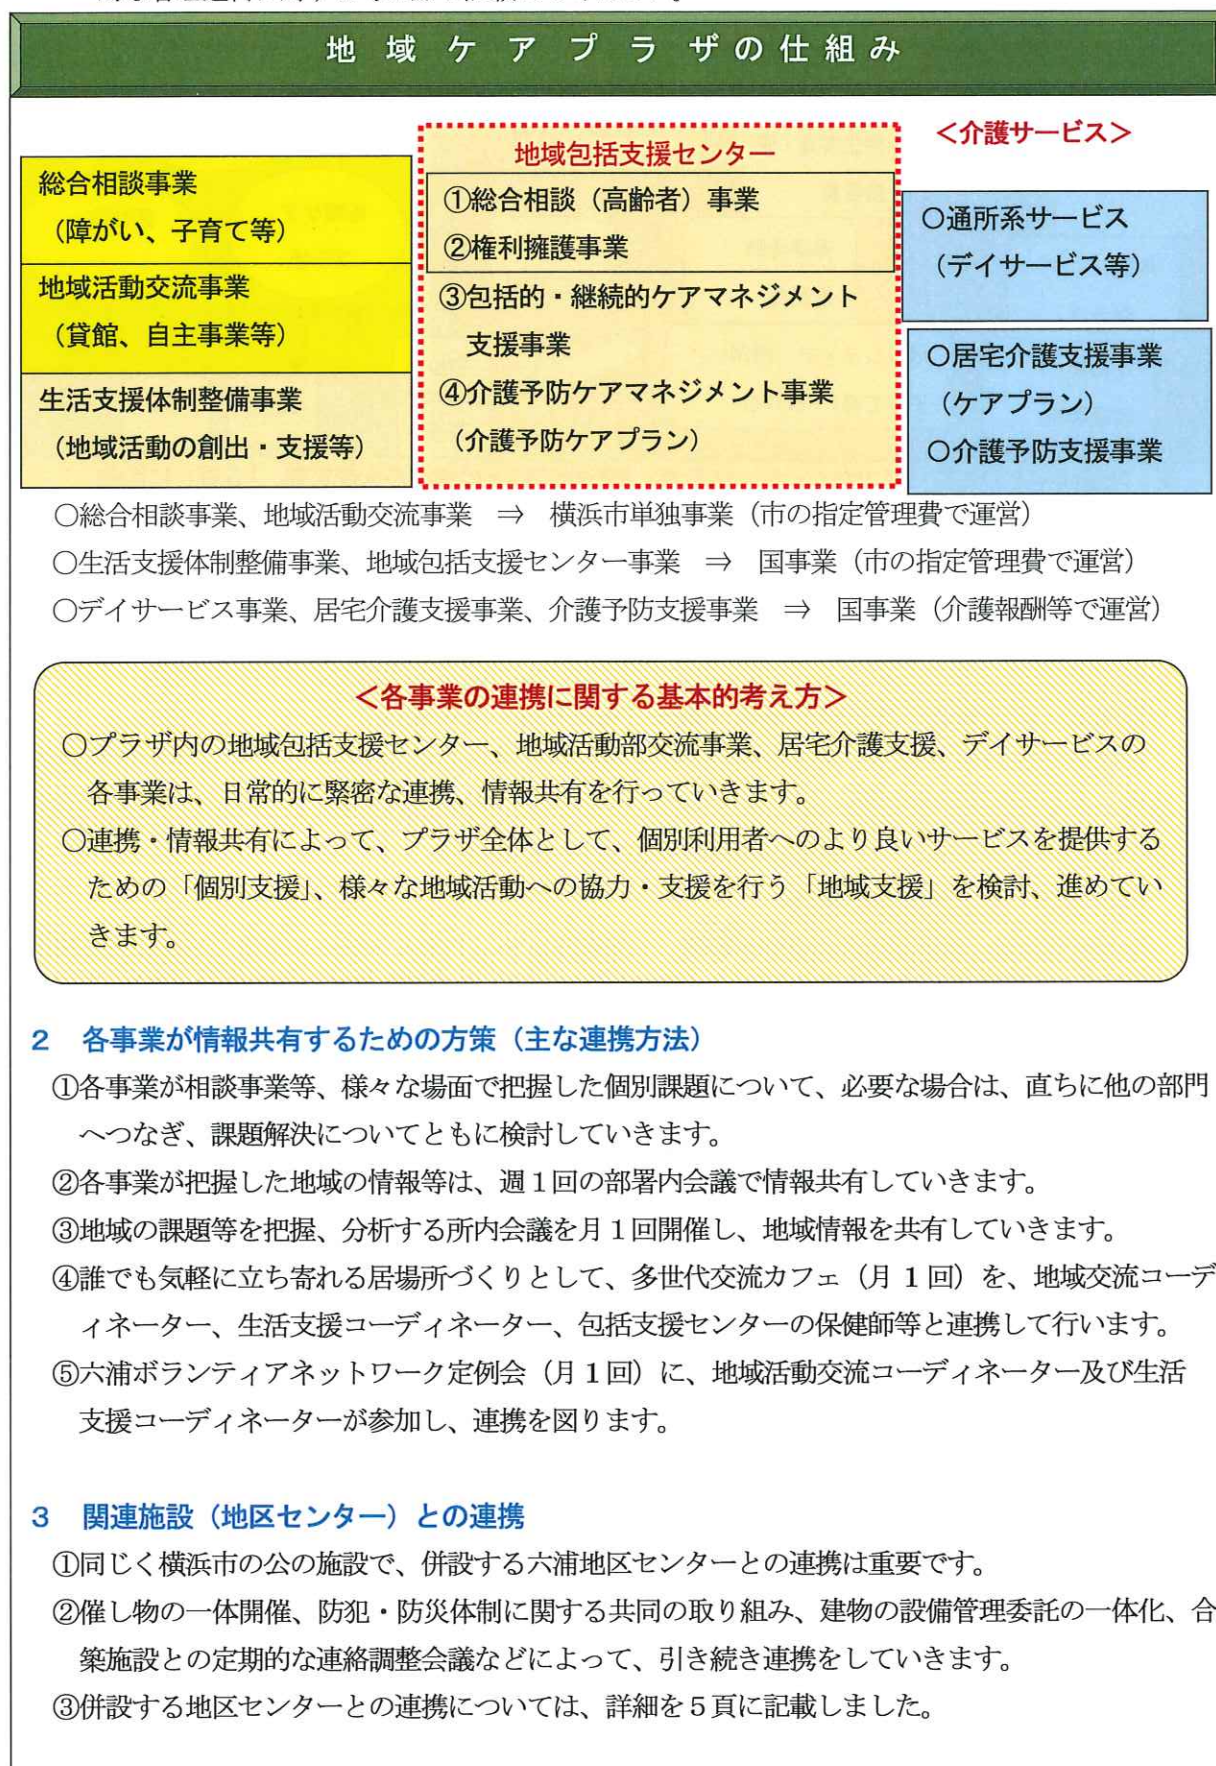 地域ケアプラザの仕組み
総合相談事業
（障がい、子育て等）
地域活動交流事業
（貸館、自主事業等）
生活支援体制整備事業
（地域活動の創出・支援等）
地域包括支援センター
①総合相談（高齢者）事業
②権利擁護事業
③包括的・継続的ケアマネジメント
支援事業
④介護予防ケアマネジメント事業
（介護予防ケアプラン）
＜介護サービス＞
○通所系サービス
（デイサービス等）
○居宅介護支援事業
（ケアプラン）
○介護予防支援事業
○総合相談事業、地域活動交流事業 ⇒ 横浜市単独事業（市の指定管理費で運営）
○生活支援体制整備事業、地域包括支援センター事業 ⇒ 国事業（市の指定管理費で運営）
○デイサービス事業、居宅介護支援事業、介護予防支援事業 ⇒ 国事業（介護報酬等で運営）
＜各事業の連携に関する基本的考え方＞
○プラザ内の地域包括支援センター、地域活動部交流事業、居宅介護支援、デイサービスの
各事業は、日常的に緊密な連携、情報共有を行っていきます。
○連携・情報共有によって、プラザ全体として、個別利用者へのより良いサービスを提供する
ための「個別支援」、様々な地域活動への協力・支援を行う「地域支援」を検討、進めてい
きます。
２　各事業が情報共有するための方策（主な連携方法）
①各事業が相談事業等、様々な場面で把握した個別課題について、必要な場合は、直ちに他の部門
へつなぎ、課題解決についてともに検討していきます。
②各事業が把握した地域の情報等は、週１回の部署内会議で情報共有していきます。
③地域の課題等を把握、分析する所内会議を月１回開催し、地域情報を共有していきます。
④誰でも気軽に立ち寄れる居場所づくりとして、多世代交流カフェ（月 1 回）を、地域交流コーデ
ィネーター、生活支援コーディネーター、包括支援センターの保健師等と連携して行います。
⑤六浦ボランティアネットワーク定例会（月 1 回）に、地域活動交流コーディネーター及び生活
支援コーディネーターが参加し、連携を図ります。
３　関連施設（地区センター）との連携
①同じく横浜市の公の施設で、併設する六浦地区センターとの連携は重要です。
②催し物の一体開催、防犯・防災体制に関する共同の取り組み、建物の設備管理委託の一体化、合
築施設との定期的な連絡調整会議などによって、引き続き連携をしていきます。
③併設する地区センターとの連携については、詳細を５頁に記載しました。